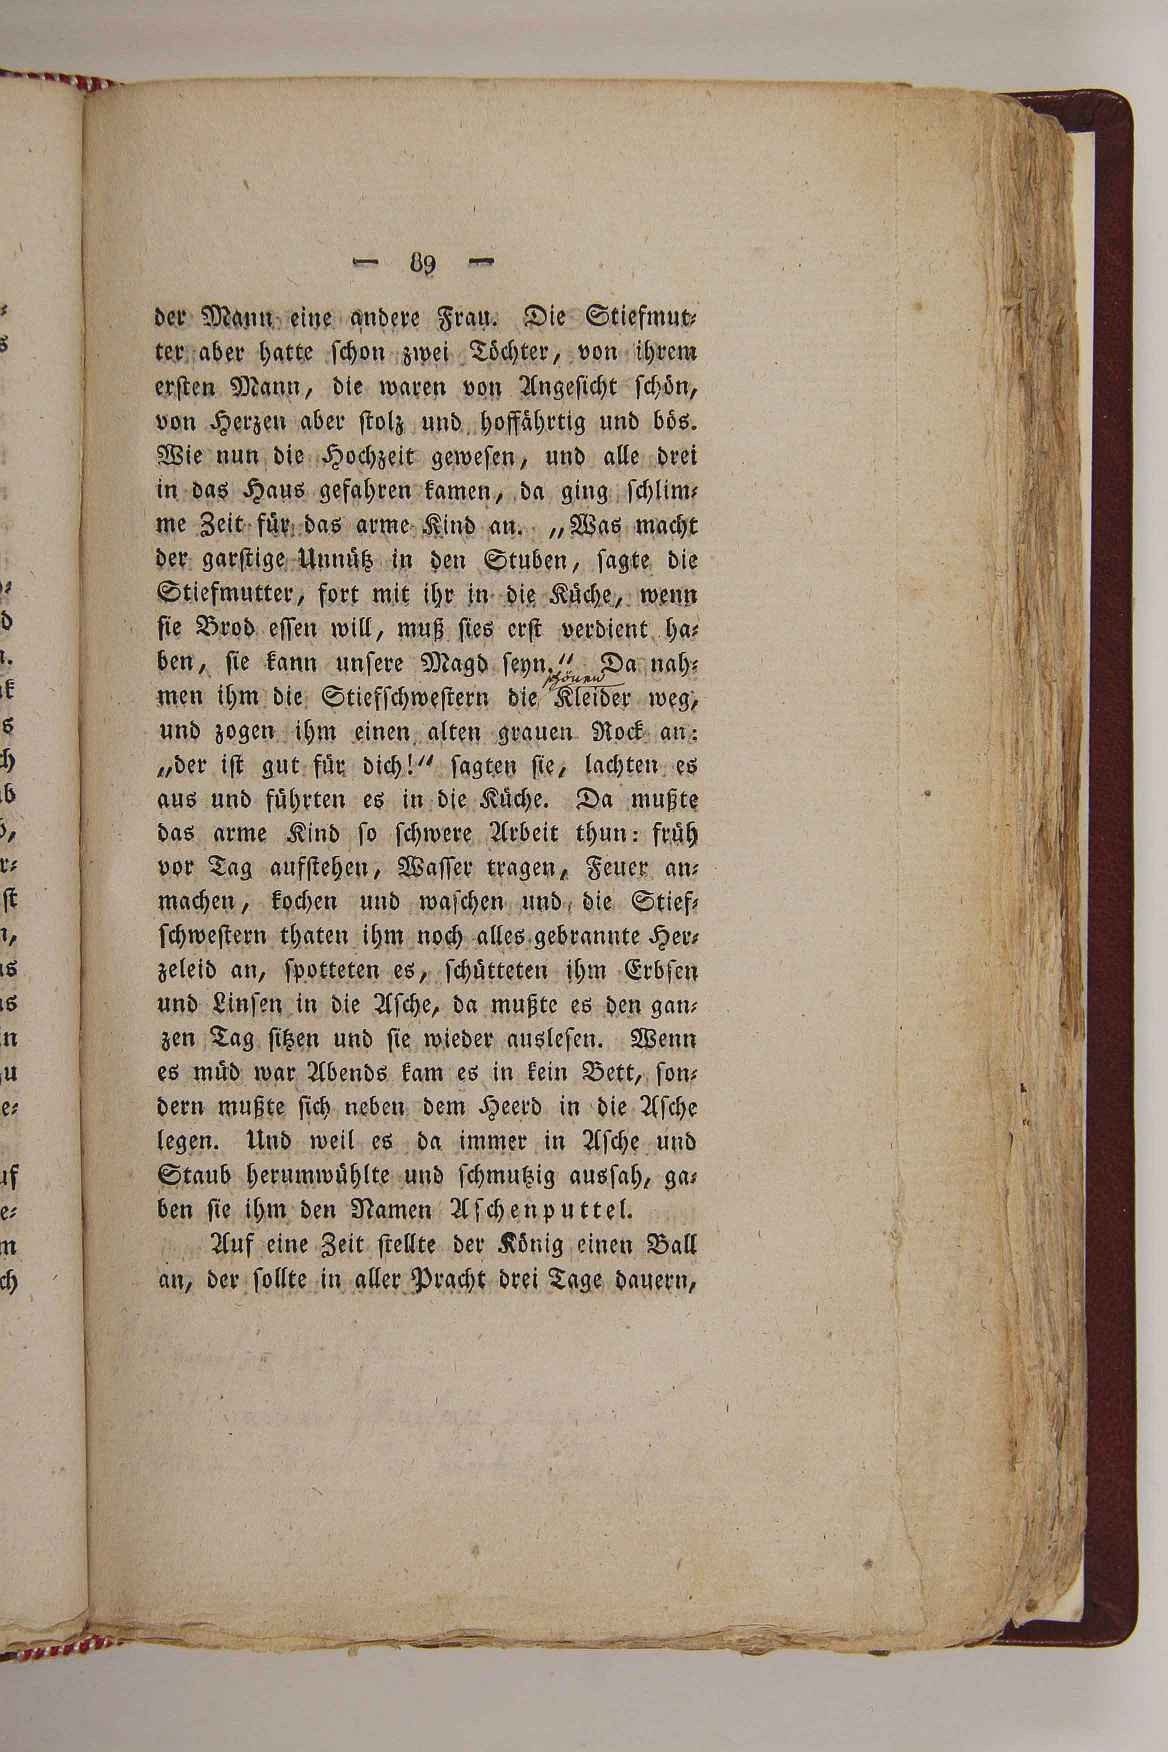 — 89 —
der Mann eine andere Frau. Die Stiefmut⸗
ter aber hatte schon zwei Töchter, von ihrem
ersten Mann, die waren von Angesicht schön,
von Herzen aber stolz und hoffährtig und bös.
Wie nun die Hochzeit gewesen, und alle drei
in das Haus gefahren kamen, da ging schlim⸗
me Zeit für das arme Kind an. „Was macht
der garstige Unnütz in den Stuben, sagte die
Stiefmutter, fort mit ihr in die Küche, wenn
sie Brod essen will, muß sies erst verdient ha⸗
ben, sie kann unsere Magd seyn.“ Da nah⸗
schönen
men ihm die Stiefschwestern die Kleider weg,
und zogen ihm einen alten grauen Rock an:
„der ist gut für dich!“ sagten sie, lachten es
aus und führten es in die Küche. Da mußte
das arme Kind so schwere Arbeit thun: früh
vor Tag aufstehen, Wasser tragen, Feuer an⸗
machen, kochen und waschen und die Stief⸗
schwestern thaten ihm noch alles gebrannte Her⸗
zeleid an, spotteten es, schütteten ihm Erbsen
und Linsen in die Asche, da mußte es den gan⸗
zen Tag sitzen und sie wieder auslesen. Wenn
es müd war Abends kam es in kein Bett, son⸗
dern mußte sich neben dem Heerd in die Asche
legen. Und weil es da immer in Asche und
Staub herumwühlte und schmutzig aussah, ga⸗
ben sie ihm den Namen Aschenputtel.
Auf eine Zeit stellte der König einen Ball
an, der sollte in aller Pracht drei Tage dauern,